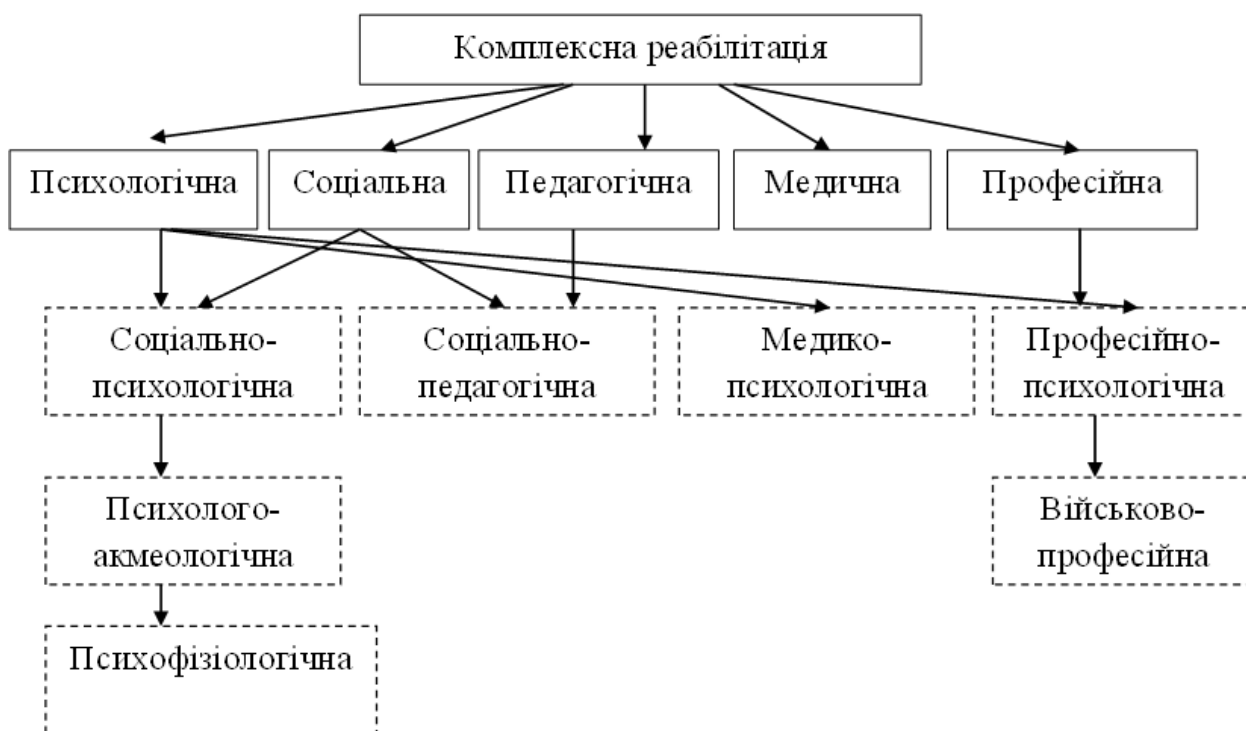 Комплексна реабілітація
Психологічна
Соціальна
Педагогічна
Медична
Професійна
Соціально-
психологічна
Соціально-
педагогічна
Медико-
психологічна
Професійно-
психологічна
Психолого-
акмеологічна
Військово-
професійна
Психофізіологічна